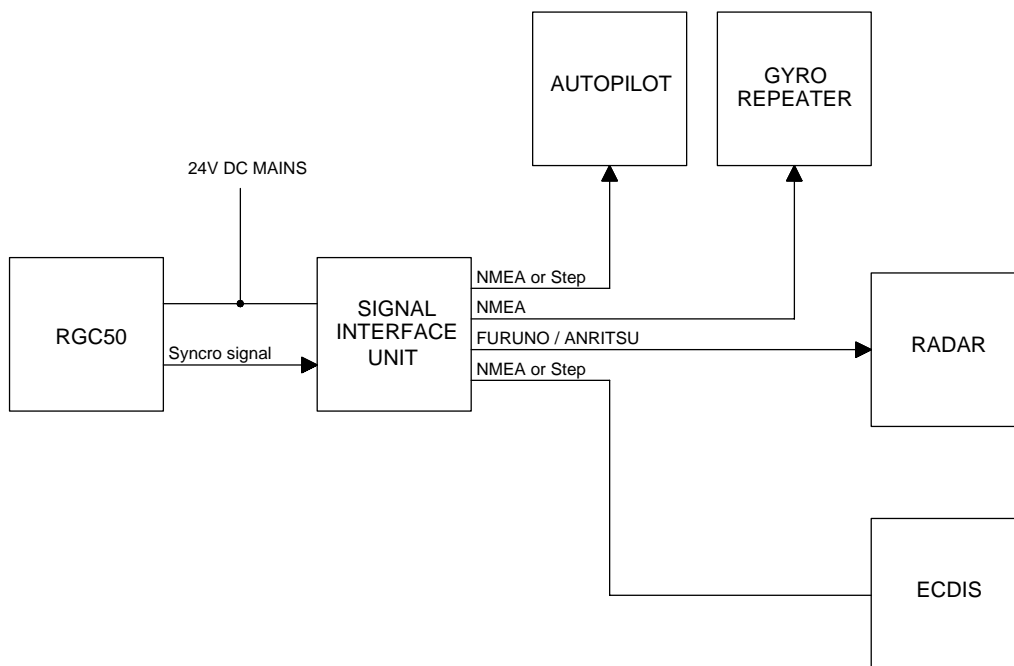 AUTOPILOT
GYRO
REPEATER
24V DC MAINS
RGC50
Syncro signal
SIGNAL
INTERFACE
UNIT
NMEA or Step
NMEA
FURUNO / ANRITSU
NMEA or Step
RADAR
ECDIS